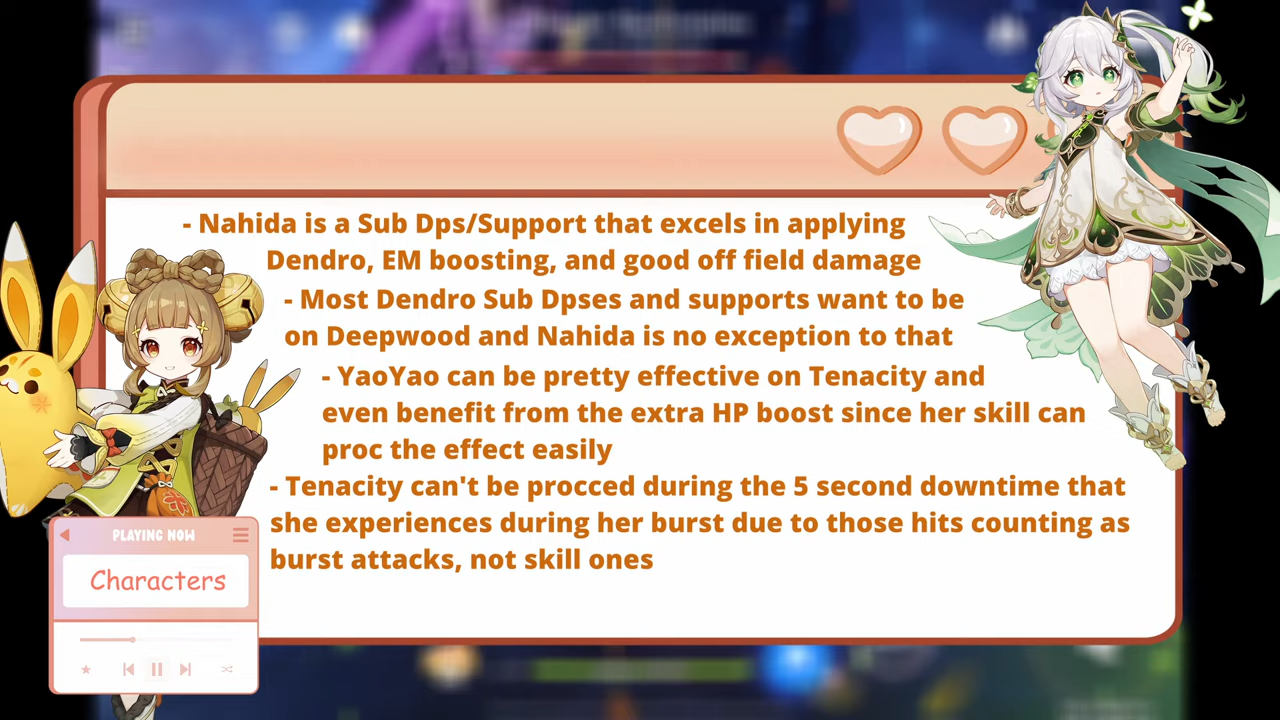 - Nahida is a Sub Dps/Support that excels in applying
Dendro, EM boosting, and good off field damage
- Most Dendro Sub Dpses and supports want to be
on Deepwood and Nahida is no exception to that
- YaoYao can be pretty effective on Tenacity and
even benefit from the extra HP boost since her skill can
proc the effect easily
- Tenacity can't be procced during the 5 second downtime that
she experiences during her burst due to those hits counting as
burst attacks, not skill ones
PLAYING NOW
Characters